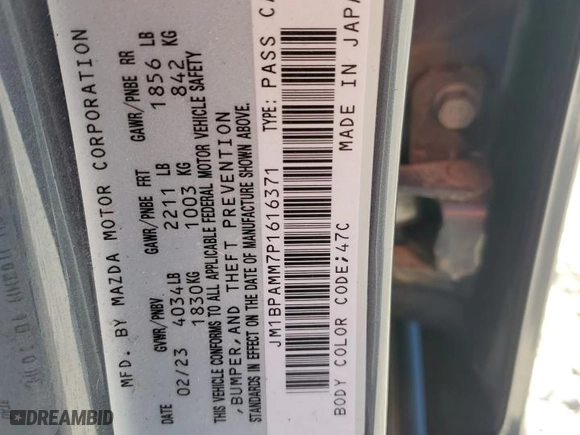 MFD. BY MAZDA MOTOR CORPORATION
GVWR/PNBV GAWR/PNBE FRT GAWR/PNBE RR
DATE 02/23 4034LB 2211 LB 1856 LB
1830KG 1003 KG 842 KG
THIS VEHICLE CONFORMS TO ALL APPLICABLE FEDERAL MOTOR VEHICLE SAFETY
,BUMPER, AND THEFT PREVENTION
STANDARDS IN EFFECT ON THE DATE OF MANUFACTURE SHOWN ABOVE.
JM1BPAMM7P1616371 TYPE: PASS
BODY COLOR CODE;47C MADE IN
DREAMBID